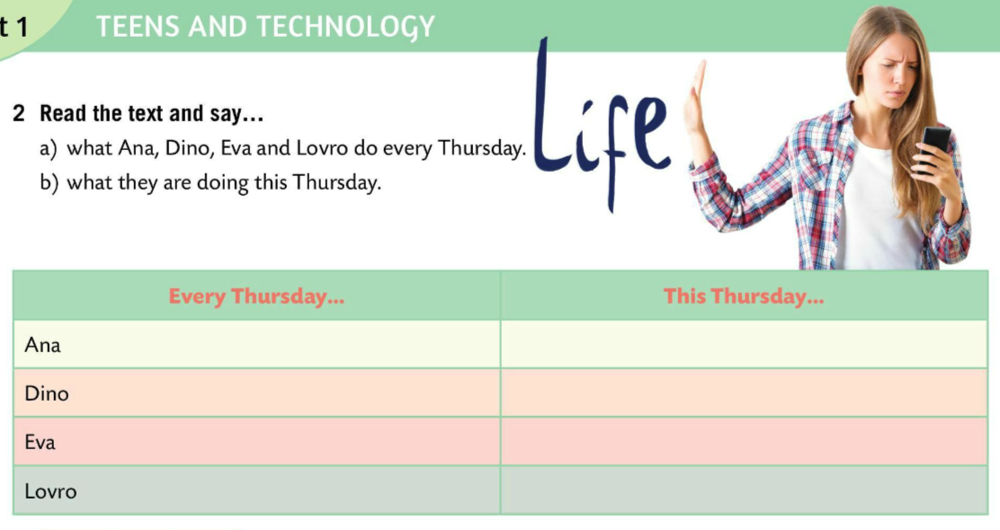 t 1
TEENS AND TECHNOLOGY
Life
2 Read the text and say...
a) what Ana, Dino, Eva and Lovro do every Thursday.
b) what they are doing this Thursday.
Every Thursday... This Thursday...
Ana
Dino
Eva
Lovro